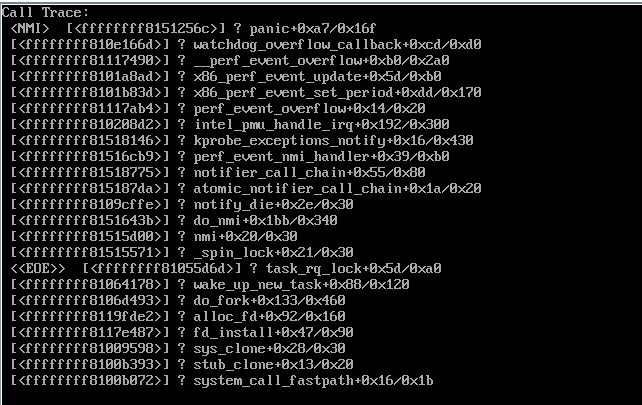 Call Trace:
<NMI>  [<ffffffff8151256c>] ? panic+0xa7/0x16f
[<ffffffff810e166d>] ? watchdog_overflow_callback+0xcd/0xd0
[<ffffffff81117490>] ? __perf_event_overflow+0xb0/0x2a0
[<ffffffff8101a8ad>] ? x86_perf_event_update+0x5d/0xb0
[<ffffffff8101b83d>] ? x86_perf_event_set_period+0xdd/0x170
[<ffffffff81117ab4>] ? perf_event_overflow+0x14/0x20
[<ffffffff810208d2>] ? intel_pmu_handle_irq+0x192/0x300
[<ffffffff81518146>] ? kprobe_exceptions_notify+0x16/0x430
[<ffffffff81516cb9>] ? perf_event_nmi_handler+0x39/0xb0
[<ffffffff81518775>] ? notifier_call_chain+0x55/0x80
[<ffffffff815187da>] ? atomic_notifier_call_chain+0x1a/0x20
[<ffffffff8109cffe>] ? notify_die+0x2e/0x30
[<ffffffff8151643b>] ? do_nmi+0x1bb/0x340
[<ffffffff81515d00>] ? nmi+0x20/0x30
[<ffffffff81515571>] ? _spin_lock+0x21/0x30
<<EOE>>  [<ffffffff81055d6d>] ? task_rq_lock+0x5d/0xa0
[<ffffffff81064178>] ? wake_up_new_task+0x88/0x120
[<ffffffff8106d493>] ? do_fork+0x133/0x460
[<ffffffff8119fde2>] ? alloc_fd+0x92/0x160
[<ffffffff8117e487>] ? fd_install+0x47/0x90
[<ffffffff81009598>] ? sys_clone+0x28/0x30
[<ffffffff8100b393>] ? stub_clone+0x13/0x20
[<ffffffff8100b072>] ? system_call_fastpath+0x16/0x1b